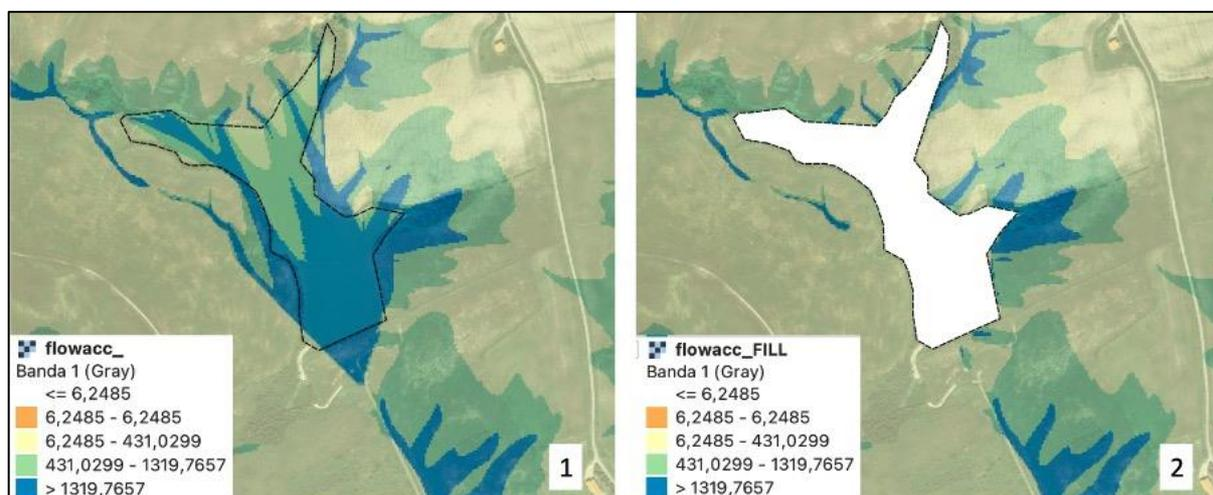 flowacc_
Banda 1 (Gray)
<= 6,2485
6,2485 - 6,2485
6,2485 - 431,0299
431,0299 - 1319,7657
> 1319,7657
1
flowacc_FILL
Banda 1 (Gray)
<= 6,2485
6,2485 - 6,2485
6,2485 - 431,0299
431,0299 - 1319,7657
> 1319,7657
2